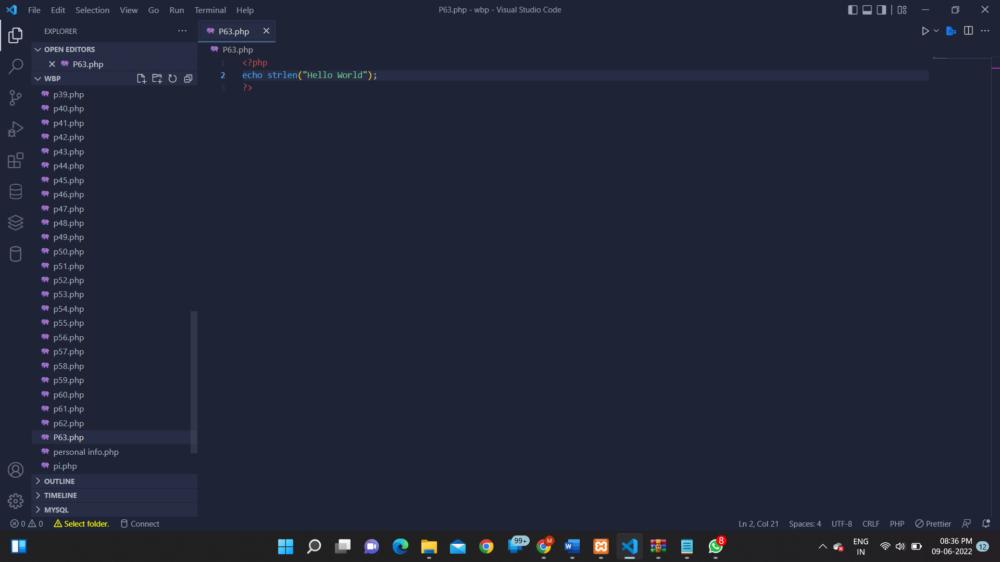 File Edit Selection View Go Run Terminal Help
P63.php - wbp - Visual Studio Code
EXPLORER
P63.php
OPEN EDITORS
P63.php
WBP
p39.php
p40.php
p41.php
p42.php
p43.php
p44.php
p45.php
p46.php
p47.php
p48.php
p49.php
p50.php
p51.php
p52.php
p53.php
p54.php
p55.php
p56.php
p57.php
p58.php
p59.php
p60.php
p61.php
p62.php
P63.php
personal info.php
pi.php
OUTLINE
TIMELINE
MYSQL
P63.php
1 <?php
2 echo strlen("Hello World");
3 ?>
0 0 Select folder. Connect
Ln 2, Col 21 Spaces: 4 UTF-8 CRLF PHP Prettier
99+
M
W
8
ENG
IN
08:36 PM
09-06-2022
12